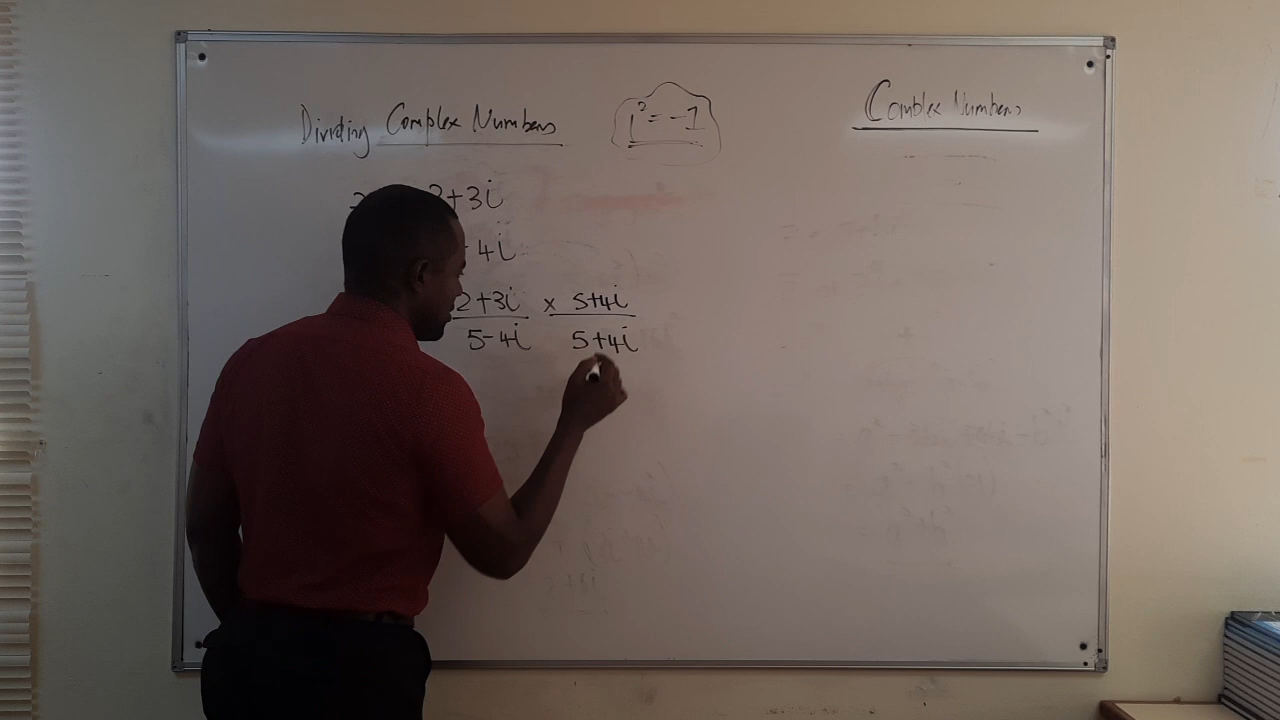 Dividing Complex Numbers
i² = -1
Complex Numbers
2+3i
4i
2+3i × 5+4i
5-4i 5+4i